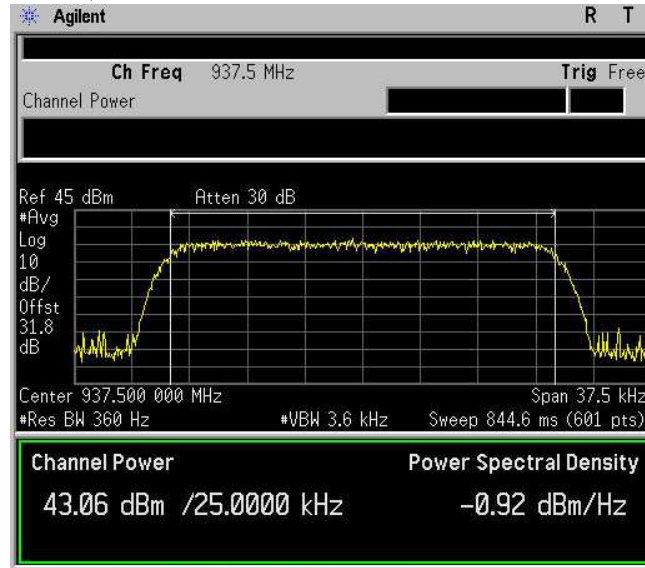 Agilent R T
Ch Freq 937.5 MHz Trig Free
Channel Power
Ref 45 dBm Atten 30 dB
#Avg
Log
10
dB/
Offst
31.8
dB
Center 937.500 000 MHz Span 37.5 kHz
#Res BW 360 Hz #VBW 3.6 kHz Sweep 844.6 ms (601 pts)
Channel Power Power Spectral Density
43.06 dBm /25.0000 kHz -0.92 dBm/Hz